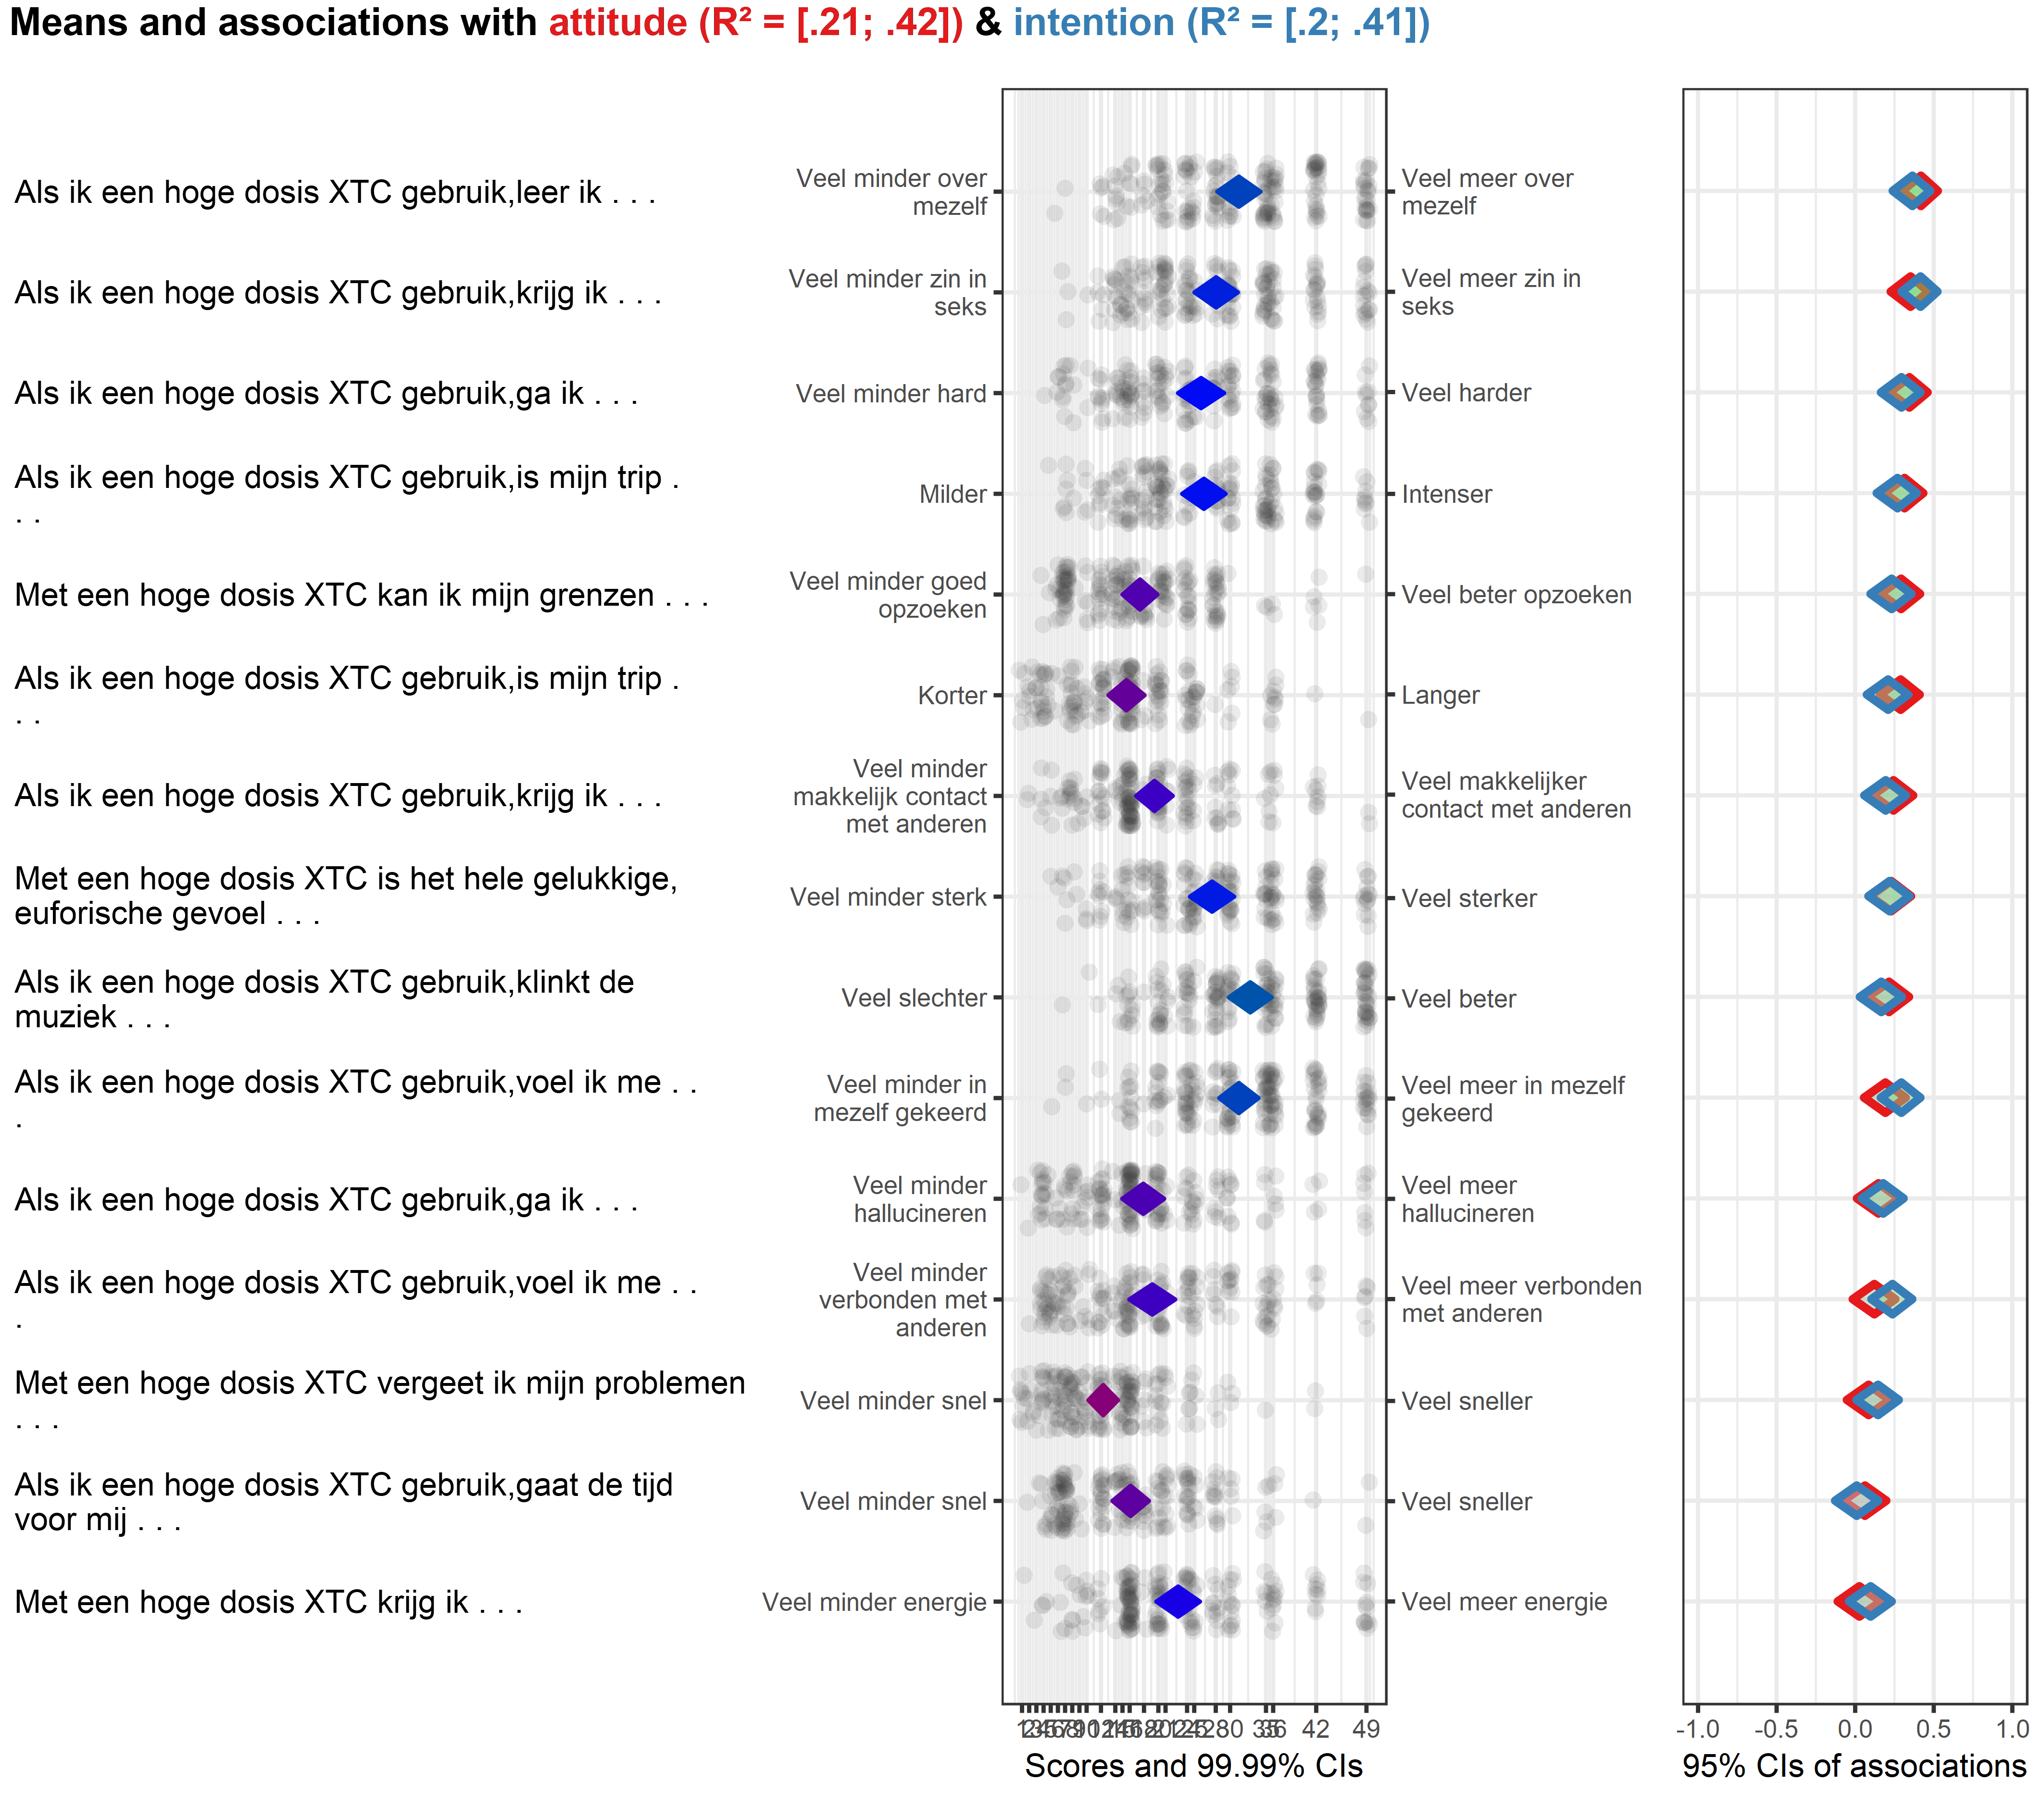 Means and associations with attitude (R² = [.21; .42]) & intention (R² = [.2; .41])
Als ik een hoge dosis XTC gebruik,leer ik . . .
Veel minder over
mezelf
Veel meer over
mezelf
Als ik een hoge dosis XTC gebruik,krijg ik . . .
Veel minder zin in
seks
Veel meer zin in
seks
Als ik een hoge dosis XTC gebruik,ga ik . . .
Veel minder hard
Veel harder
Als ik een hoge dosis XTC gebruik,is mijn trip .
. .
Milder
Intenser
Met een hoge dosis XTC kan ik mijn grenzen . . .
Veel minder goed
opzoeken
Veel beter opzoeken
Als ik een hoge dosis XTC gebruik,is mijn trip .
. .
Korter
Langer
Als ik een hoge dosis XTC gebruik,krijg ik . . .
Veel minder
makkelijk contact
met anderen
Veel makkelijker
contact met anderen
Met een hoge dosis XTC is het hele gelukkige,
euforische gevoel . . .
Veel minder sterk
Veel sterker
Als ik een hoge dosis XTC gebruik,klinkt de
muziek . . .
Veel slechter
Veel beter
Als ik een hoge dosis XTC gebruik,voel ik me . .
.
Veel minder in
mezelf gekeerd
Veel meer in mezelf
gekeerd
Als ik een hoge dosis XTC gebruik,ga ik . . .
Veel minder
hallucineren
Veel meer
hallucineren
Als ik een hoge dosis XTC gebruik,voel ik me . .
.
Veel minder
verbonden met
anderen
Veel meer verbonden
met anderen
Met een hoge dosis XTC vergeet ik mijn problemen
. . .
Veel minder snel
Veel sneller
Als ik een hoge dosis XTC gebruik,gaat de tijd
voor mij . . .
Veel minder snel
Veel sneller
Met een hoge dosis XTC krijg ik . . .
Veel minder energie
Veel meer energie
42 49
Scores and 99.99% CIs
-1.0 -0.5 0.0 0.5 1.0
95% CIs of associations